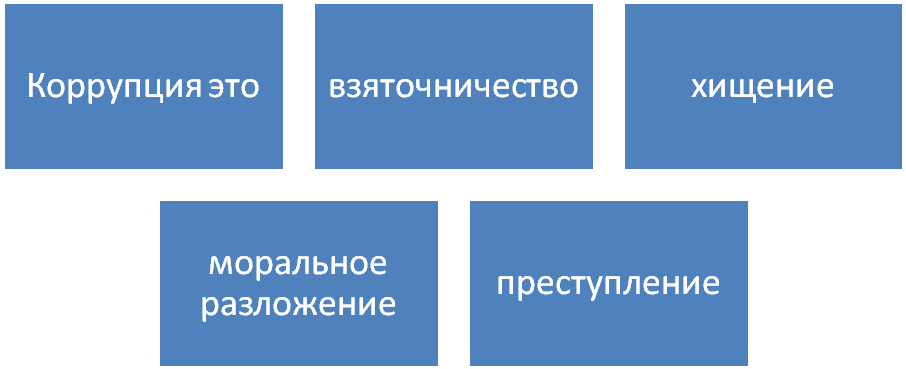 Коррупция это
взяточничество
хищение
моральное
разложение
преступление